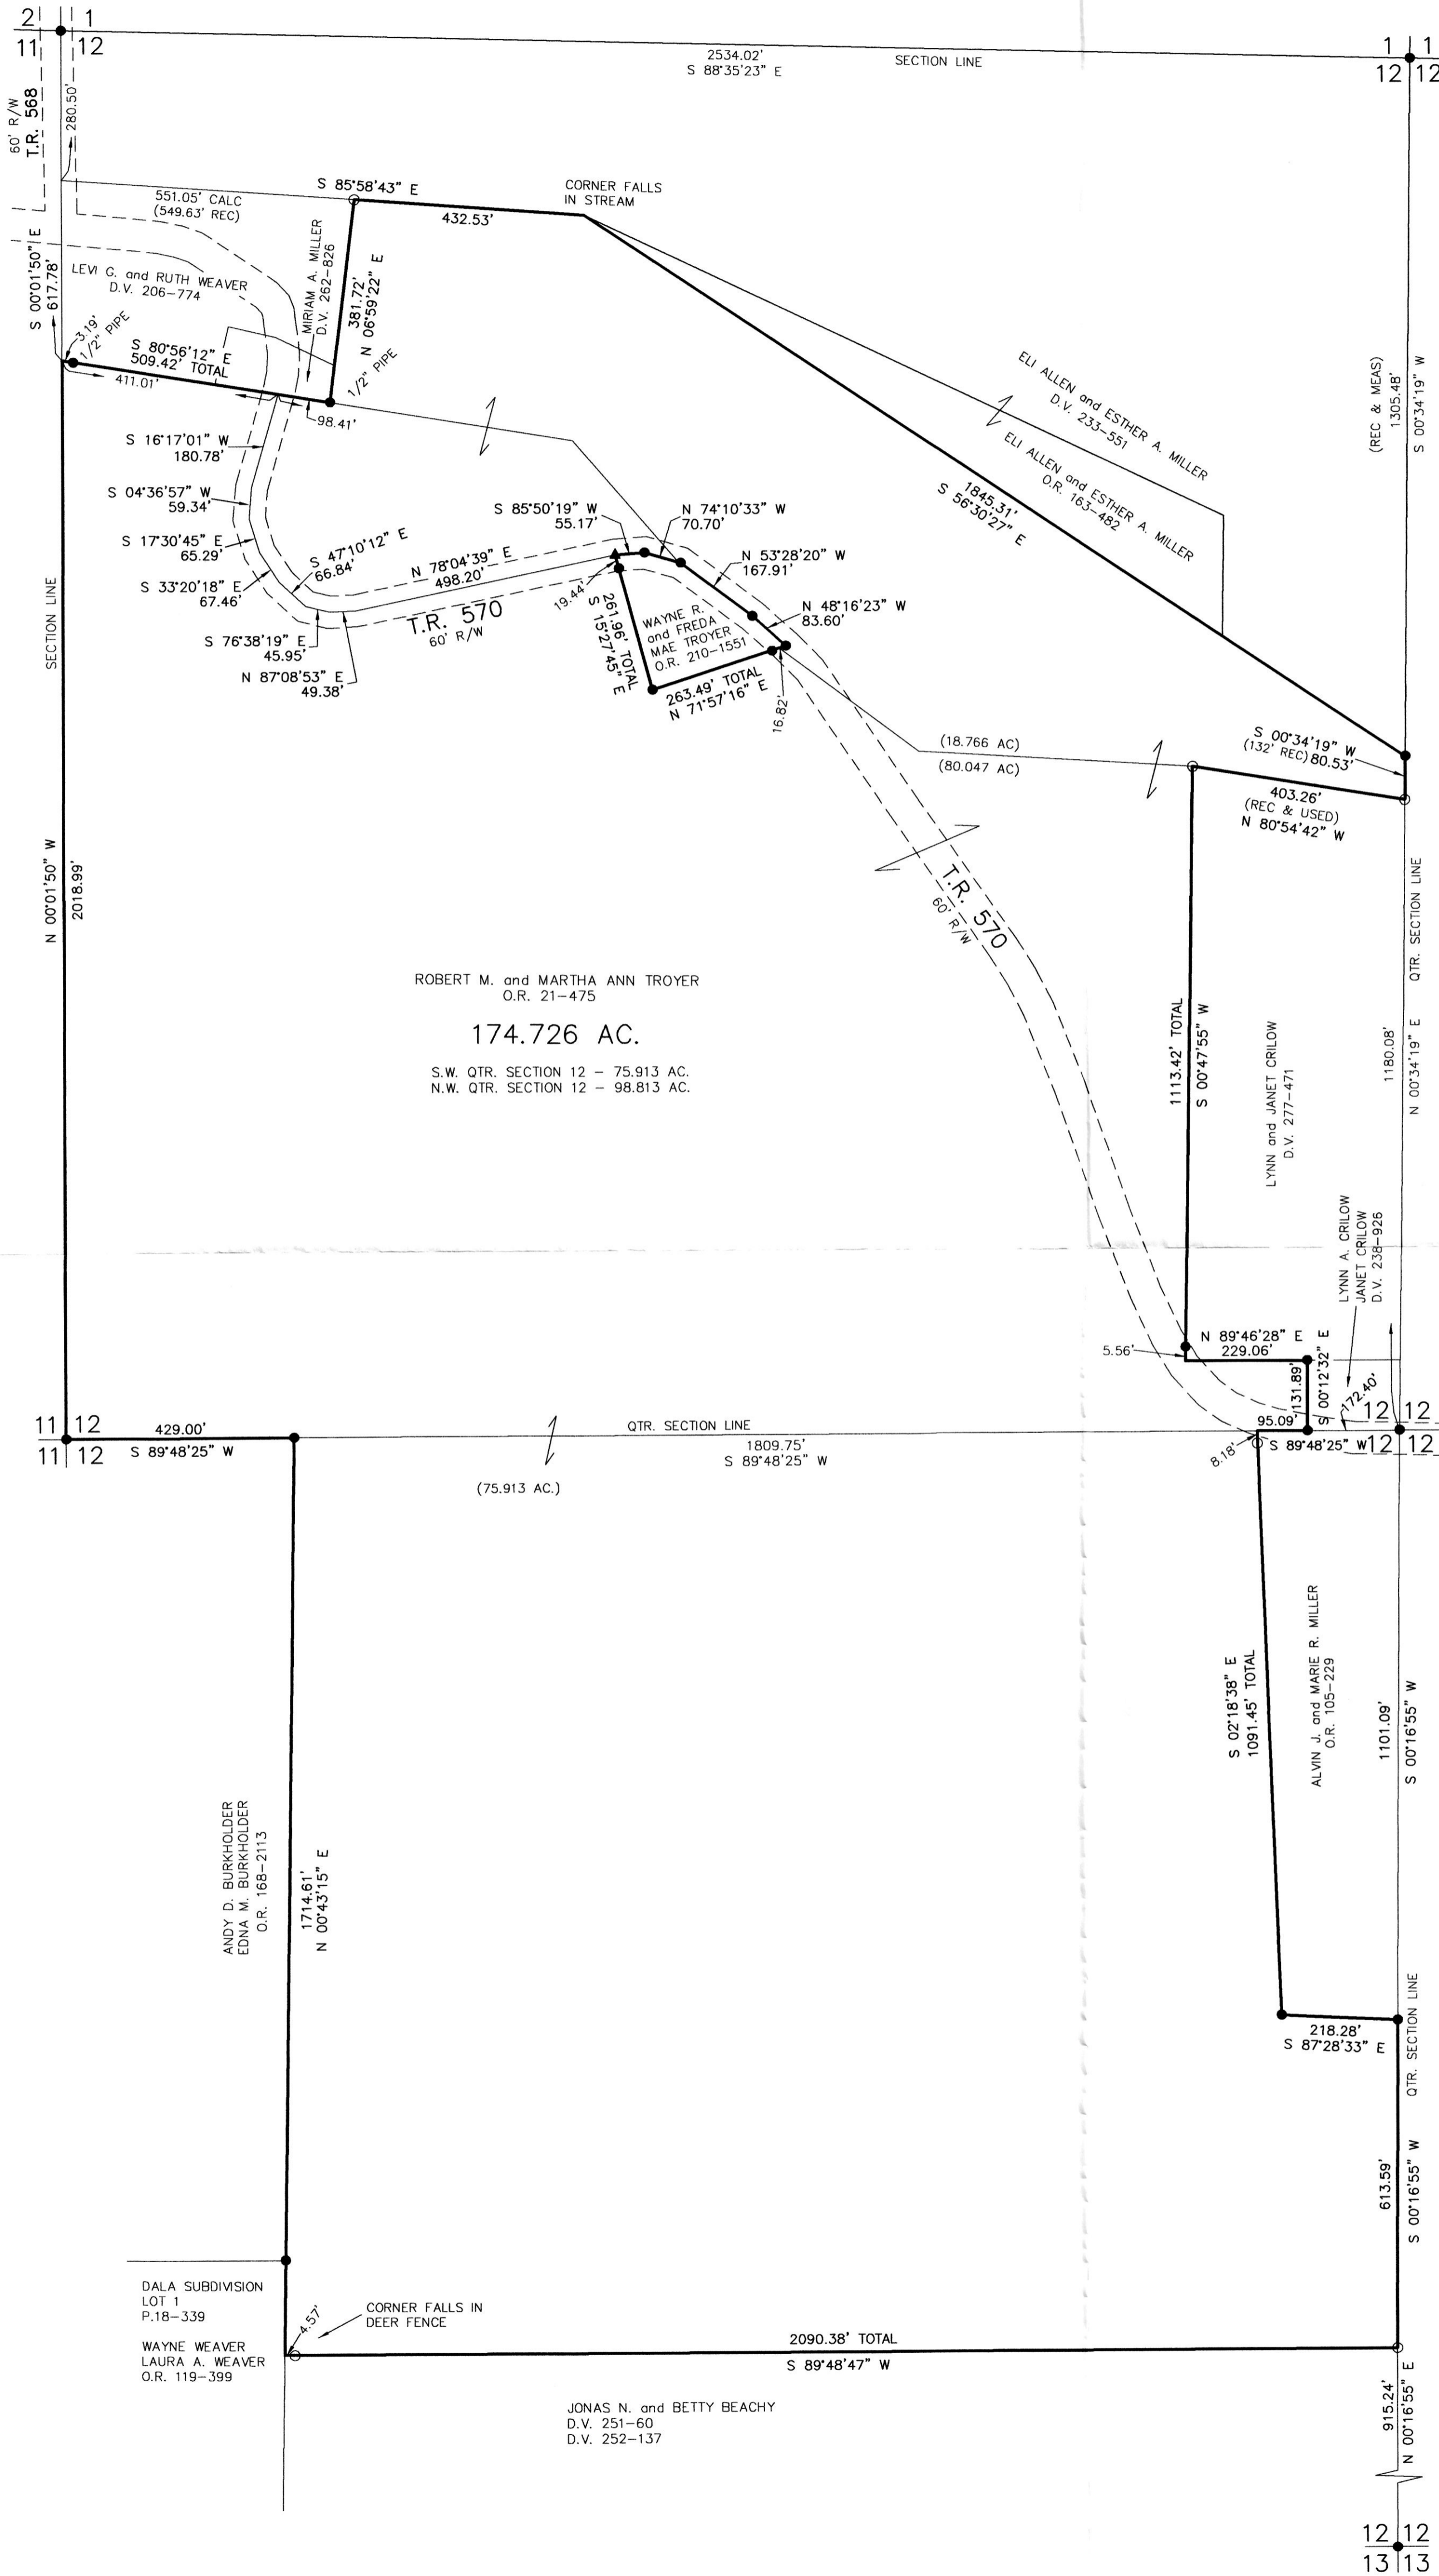 2 1
11 12
2534.02'
S 88°35'23" E
SECTION LINE
1 1
12 12
60' R/W
T.R. 568
280.50'
S 85°58'43" E
551.05' CALC
(549.63' REC)
432.53'
CORNER FALLS
IN STREAM
S 00°01'50" E
617.78'
LEVI G. and RUTH WEAVER
D.V. 206-774
MIRIAM A. MILLER
D.V. 262-826
381.72'
N 06°59'22" E
3.19'
1/2" PIPE
S 80°56'12" E
509.42' TOTAL
411.01'
1/2" PIPE
98.41'
ELI ALLEN and ESTHER A. MILLER
D.V. 233-551
ELI ALLEN and ESTHER A. MILLER
O.R. 163-482
1845.31'
S 56°30'27" E
(REC & MEAS)
1305.48'
S 00°34'19" W
S 16°17'01" W
180.78'
S 04°36'57" W
59.34'
S 17°30'45" E
65.29'
S 33°20'18" E
67.46'
S 47°10'12" E
66.84'
S 76°38'19" E
45.95'
N 87°08'53" E
49.38'
N 78°04'39" E
498.20'
T.R. 570
60' R/W
S 85°50'19" W
55.17'
N 74°10'33" W
70.70'
N 53°28'20" W
167.91'
N 48°16'23" W
83.60'
19.44'
261.96' TOTAL
S 15°27'45" E
WAYNE R.
and FREDA
MAE TROYER
O.R. 210-1551
263.49' TOTAL
N 71°57'16" E
16.82'
SECTION LINE
(18.766 AC)
(80.047 AC)
S 00°34'19" W
(132' REC) 80.53'
403.26'
(REC & USED)
N 80°54'42" W
N 00°01'50" W
2018.99'
T.R. 570
60' R/W
QTR. SECTION LINE
ROBERT M. and MARTHA ANN TROYER
O.R. 21-475
174.726 AC.
S.W. QTR. SECTION 12 - 75.913 AC.
N.W. QTR. SECTION 12 - 98.813 AC.
1113.42' TOTAL
S 00°47'55" W
LYNN and JANET CRILOW
D.V. 277-471
1180.08'
N 00°34'19" E
LYNN A. CRILOW
JANET CRILOW
D.V. 238-926
5.56'
N 89°46'28" E
229.06'
131.89'
S 00°12'32" E
172.40'
11 12
11 12
429.00'
S 89°48'25" W
QTR. SECTION LINE
1809.75'
S 89°48'25" W
95.09'
S 89°48'25" W
8.18'
12 12
12 12
(75.913 AC.)
S 02°18'38" E
1091.45' TOTAL
ALVIN J. and MARIE R. MILLER
O.R. 105-229
1101.09'
S 00°16'55" W
ANDY D. BURKHOLDER
EDNA M. BURKHOLDER
O.R. 168-2113
1714.61'
N 00°43'15" E
218.28'
S 87°28'33" E
QTR. SECTION LINE
613.59'
S 00°16'55" W
DALA SUBDIVISION
LOT 1
P.18-339
WAYNE WEAVER
LAURA A. WEAVER
O.R. 119-399
4.57'
CORNER FALLS IN
DEER FENCE
2090.38' TOTAL
S 89°48'47" W
JONAS N. and BETTY BEACHY
D.V. 251-60
D.V. 252-137
915.24'
N 00°16'55" E
12 12
13 13